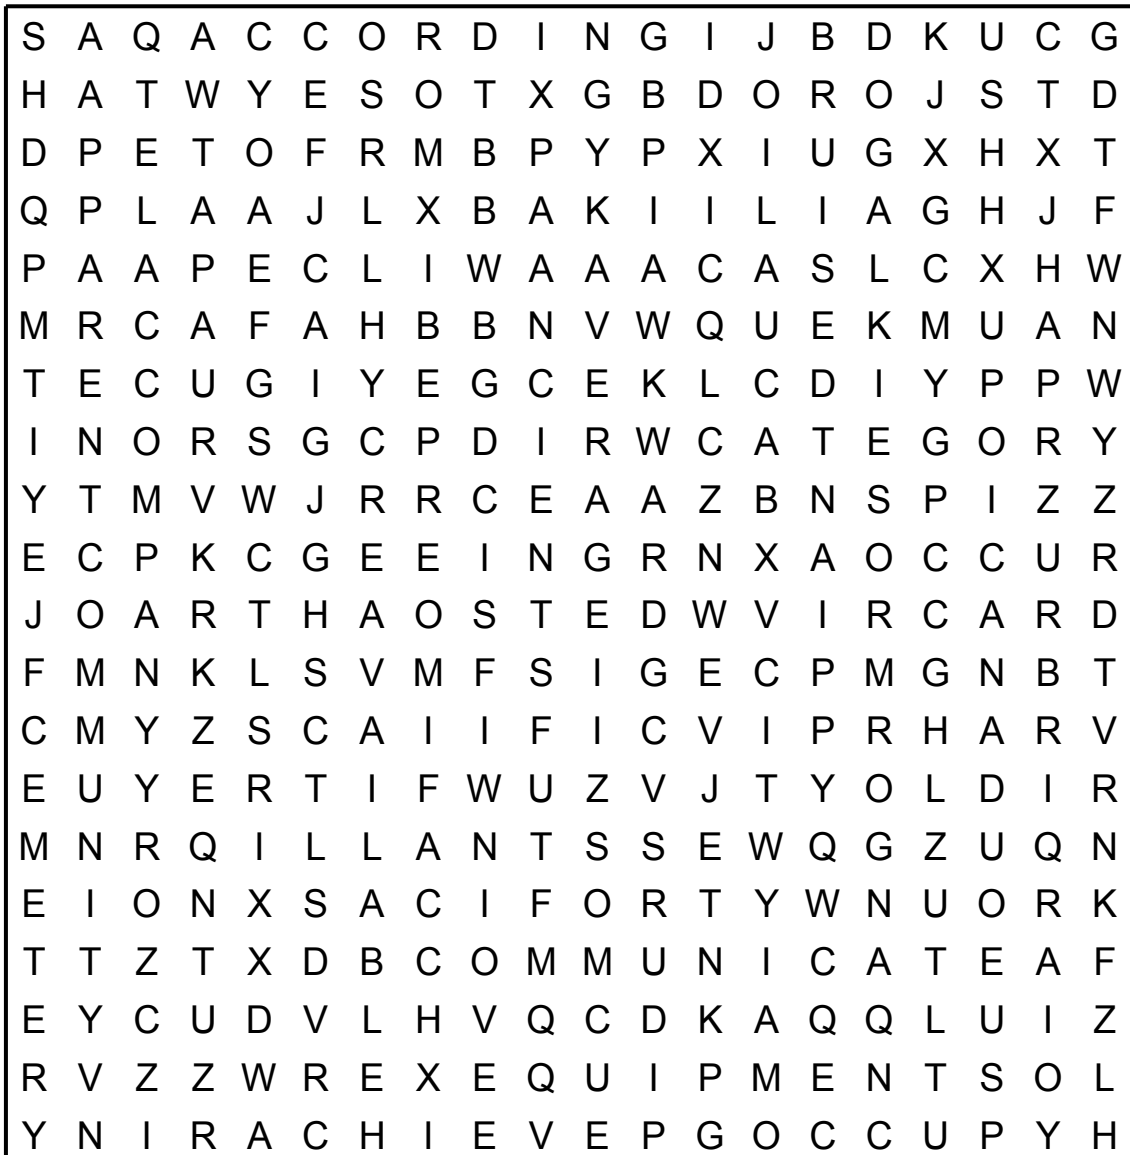 S A Q A C C O R D I N G I J B D K U C G
H A T W Y E S O T X G B D O R O J S T D
D P E T O F R M B P Y P X I U G X H X T
Q P L A A J L X B A K I I L I A G H J F
P A A P E C L I W A A A C A S L C X H W
M R C A F A H B B N V W Q U E K M U A N
T E C U G I Y E G C E K L C D I Y P P W
I N O R S G C P D I R W C A T E G O R Y
Y T M V W J R R C E A A Z B N S P I Z Z
E C P K C G E E I N G R N X A O C C U R
J O A R T H A O S T E D W V I R C A R D
F M N K L S V M F S I G E C P M G N B T
C M Y Z S C A I I F I C V I P R H A R V
E U Y E R T I F W U Z V J T Y O L D I R
M N R Q I L L A N T S S E W Q G Z U Q N
E I O N X S A C I F O R T Y W N U O R K
T T Z T X D B C O M M U N I C A T E A F
E Y C U D V L H V Q C D K A Q Q L U I Z
R V Z Z W R E X E Q U I P M E N T S O L
Y N I R A C H I E V E P G O C C U P Y H